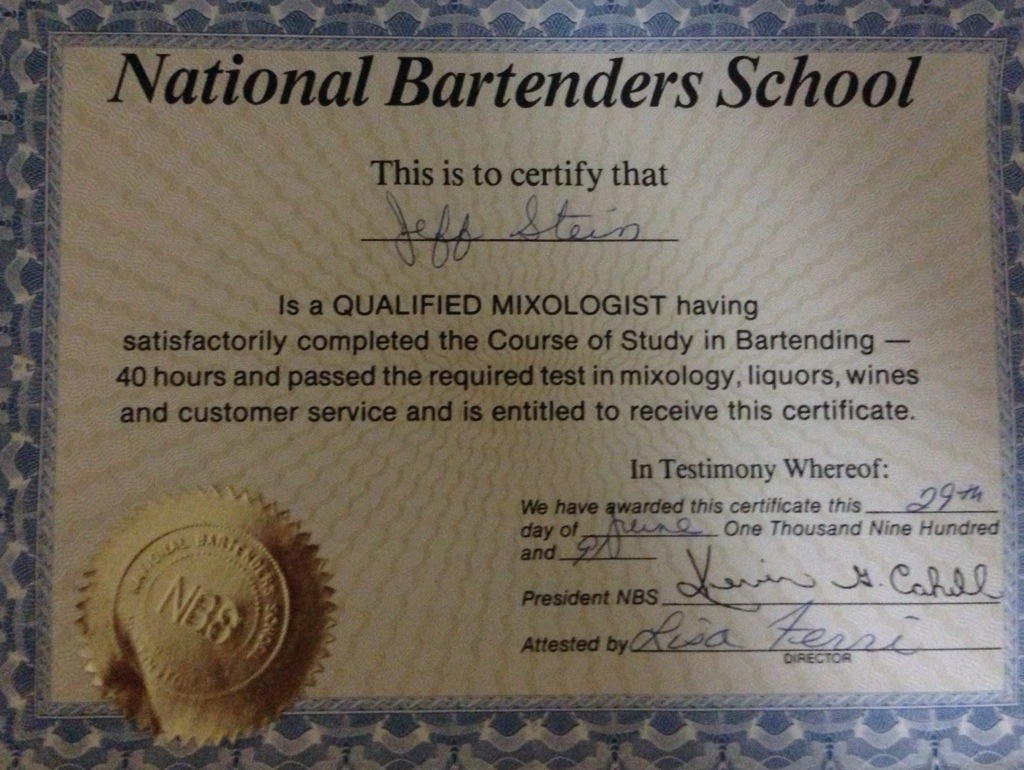 National Bartenders School
This is to certify that
Jeff Stein
Is a QUALIFIED MIXOLOGIST having
satisfactorily completed the Course of Study in Bartending —
40 hours and passed the required test in mixology, liquors, wines
and customer service and is entitled to receive this certificate.
In Testimony Whereof:
We have awarded this certificate this 29th
day of June One Thousand Nine Hundred
and
President NBS Kevin G. Cahill
Attested by Lisa Ferri
DIRECTOR
NATIONAL BARTENDERS SCHOOL
NBS